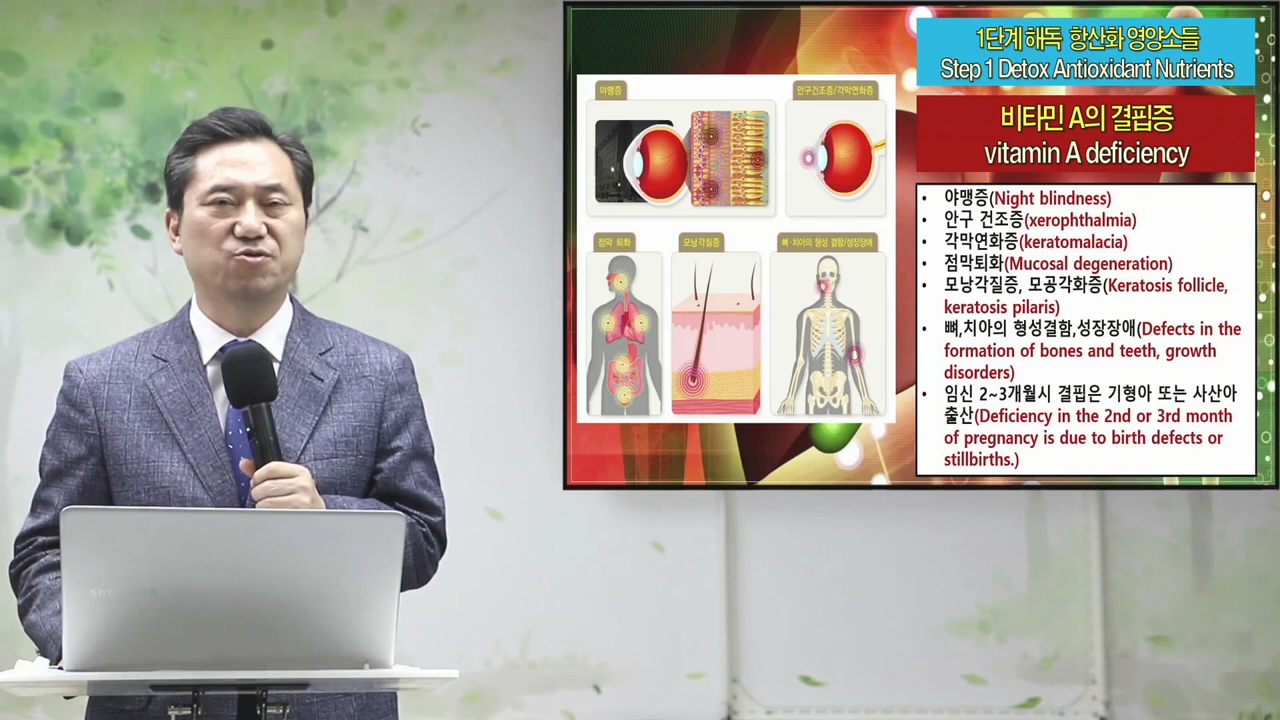 1단계 해독 항산화 영양소들
Step 1 Detox Antioxidant Nutrients
비타민 A의 결핍증
vitamin A deficiency
야맹증
안구건조증/각막연화증
점막 퇴화
모낭각질증
뼈·치아의 형성 결함/성장장애
• 야맹증(Night blindness)
• 안구 건조증(xerophthalmia)
• 각막연화증(keratomalacia)
• 점막퇴화(Mucosal degeneration)
• 모낭각질증, 모공각화증(Keratosis follicle,
keratosis pilaris)
• 뼈,치아의 형성결함,성장장애(Defects in the
formation of bones and teeth, growth
disorders)
• 임신 2~3개월시 결핍은 기형아 또는 사산아
출산(Deficiency in the 2nd or 3rd month
of pregnancy is due to birth defects or
stillbirths.)